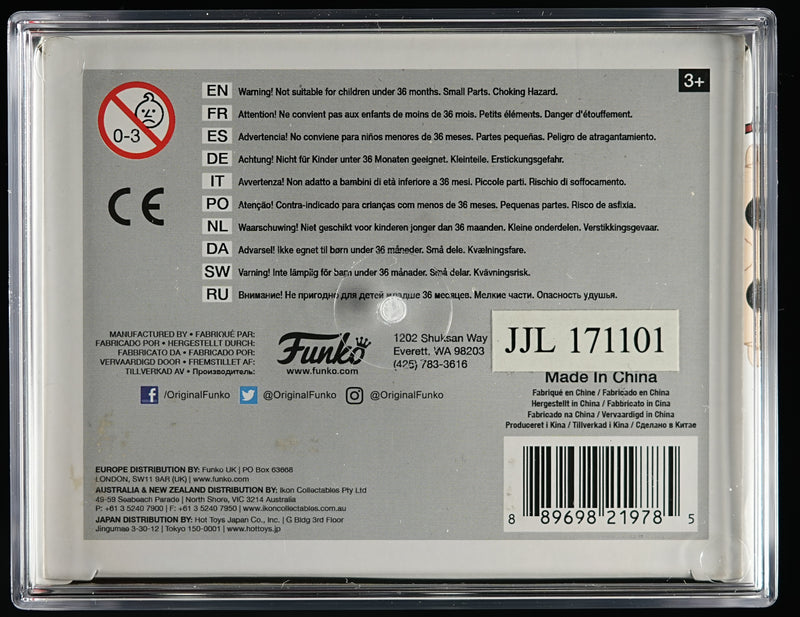 3+
0-3
EN Warning! Not suitable for children under 36 months. Small Parts. Choking Hazard.
FR Attention! Ne convient pas aux enfants de moins de 36 mois. Petits éléments. Danger d'étouffement.
ES Advertencia! No conviene para niños menores de 36 meses. Partes pequeñas. Peligro de atragantamiento.
DE Achtung! Nicht für Kinder unter 36 Monaten geeignet. Kleinteile. Erstickungsgefahr.
IT Avvertenza! Non adatto a bambini di età inferiore a 36 mesi. Piccole parti. Rischio di soffocamento.
PO Atenção! Contra-indicado para crianças com menos de 36 meses. Pequenas partes. Risco de asfixia.
NL Waarschuwing! Niet geschikt voor kinderen jonger dan 36 maanden. Kleine onderdelen. Verstikkingsgevaar.
DA Advarsel! Ikke egnet til børn under 36 måneder. Små dele. Kvælningsfare.
SW Varning! Inte lämplig för barn under 36 månader. Små delar. Kvävningsrisk.
RU Внимание! Не пригодно для детей младше 36 месяцев. Мелкие части. Опасность удушья.
CE
MANUFACTURED BY • FABRIQUÉ PAR:
FABRICADO POR • HERGESTELLT DURCH:
FABBRICATO DA • FABRICADO POR:
VERVAARDIGD DOOR • FREMSTILLET AF:
TILLVERKAD AV • Производитель:
Funko
www.funko.com
1202 Shuksan Way
Everett, WA 98203
(425) 783-3616
JJL 171101
Made In China
Fabriqué en Chine / Fabricado en China
Hergestellt in China / Fabbricato in Cina
Fabricado na China / Vervaardigd in China
Produceret i Kina / Tillverkad i Kina / Сделано в Китае
/OriginalFunko @OriginalFunko @OriginalFunko
EUROPE DISTRIBUTION BY: Funko UK | PO Box 63668
LONDON, SW11 9AR (UK) | www.funko.com
AUSTRALIA & NEW ZEALAND DISTRIBUTION BY: Ikon Collectables Pty Ltd
49-59 Seabeach Parade | North Shore, VIC 3214 Australia
P: +61 3 5240 7900 | F: +61 3 5240 7950 | www.ikoncollectables.com.au
JAPAN DISTRIBUTION BY: Hot Toys Japan Co., Inc. | G Bldg 3rd Floor
Jingumae 3-30-12 | Tokyo 150-0001 | www.hottoys.jp
8 89698 21978 5